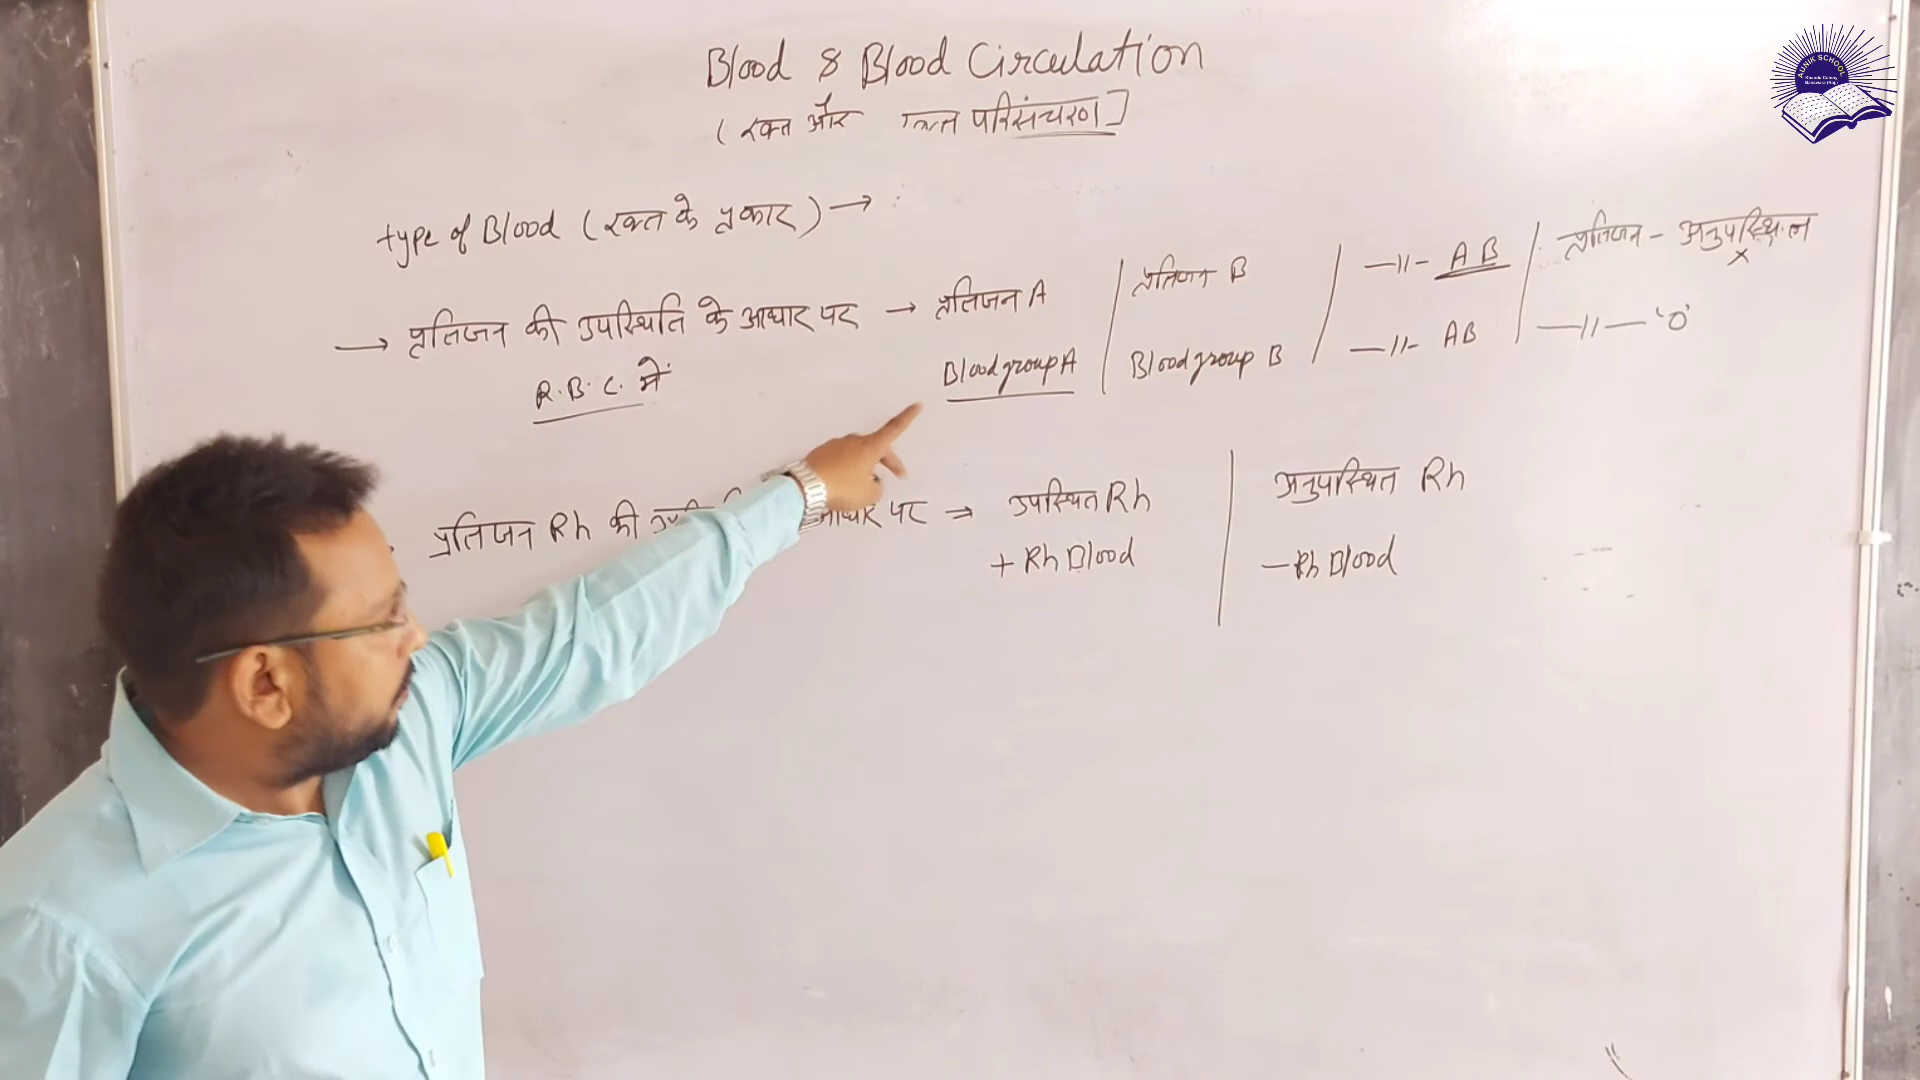 Blood & Blood Circulation
( रक्त और रक्त परिसंचरण ]
type of Blood ( रक्त के प्रकार ) →
→ प्रतिजन की उपस्थिति के आधार पर → प्रतिजन A / प्रतिजन B / —॥- AB / प्रतिजन - अनुपस्थित
x
R.B.C. में
Blood group A / Blood group B / —॥- AB / —॥— 'O'
प्रतिजन Rh की आधार पर → उपस्थित Rh | अनुपस्थित Rh
+ Rh Blood | – Rh Blood
AUNIK SCHOOL